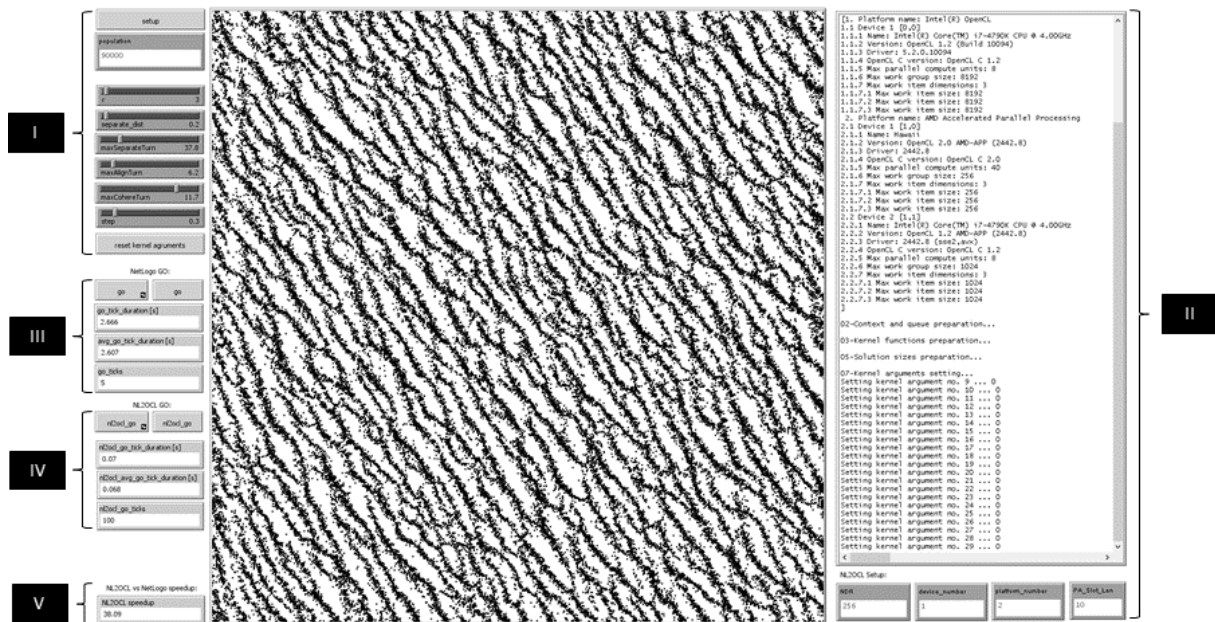 I
setup
population
90000
r 3
separate_dist 0.2
maxSeparateTurn 37.8
maxAlignTurn 6.2
maxCohereTurn 11.7
step 0.3
reset kernel agruments
NetLogo GO:
III
go go
go_tick_duration [s]
2.666
avg_go_tick_duration [s]
2.607
go_ticks
5
NL2OCL GO:
IV
nl2ocl_go nl2ocl_go
nl2ocl_go_tick_duration [s]
0.07
nl2ocl_avg_go_tick_duration [s]
0.068
nl2ocl_go_ticks
100
V
NL2OCL vs NetLogo speedup:
NL2OCL speedup
38.09
II
[1. Platform name: Intel(R) OpenCL
1.1 Device 1 [0,0]
1.1.1 Name: Intel(R) Core(TM) i7-4790K CPU @ 4.00GHz
1.1.2 Version: OpenCL 1.2 (Build 10094)
1.1.3 Driver: 5.2.0.10094
1.1.4 OpenCL C version: OpenCL C 1.2
1.1.5 Max parallel compute units: 8
1.1.6 Max work group size: 8192
1.1.7 Max work item dimensions: 3
1.1.7.1 Max work item size: 8192
1.1.7.2 Max work item size: 8192
1.1.7.3 Max work item size: 8192
2. Platform name: AMD Accelerated Parallel Processing
2.1 Device 1 [1,0]
2.1.1 Name: Hawaii
2.1.2 Version: OpenCL 2.0 AMD-APP (2442.8)
2.1.3 Driver: 2442.8
2.1.4 OpenCL C version: OpenCL C 2.0
2.1.5 Max parallel compute units: 40
2.1.6 Max work group size: 256
2.1.7 Max work item dimensions: 3
2.1.7.1 Max work item size: 256
2.1.7.2 Max work item size: 256
2.1.7.3 Max work item size: 256
2.2 Device 2 [1,1]
2.2.1 Name: Intel(R) Core(TM) i7-4790K CPU @ 4.00GHz
2.2.2 Version: OpenCL 1.2 AMD-APP (2442.8)
2.2.3 Driver: 2442.8 (sse2,avx)
2.2.4 OpenCL C version: OpenCL C 1.2
2.2.5 Max parallel compute units: 8
2.2.6 Max work group size: 1024
2.2.7 Max work item dimensions: 3
2.2.7.1 Max work item size: 1024
2.2.7.2 Max work item size: 1024
2.2.7.3 Max work item size: 1024
]
02-Context and queue preparation...
03-Kernel functions preparation...
05-Solution sizes preparation...
07-Kernel arguments setting...
Setting kernel argument no. 9 ... 0
Setting kernel argument no. 10 ... 0
Setting kernel argument no. 11 ... 0
Setting kernel argument no. 12 ... 0
Setting kernel argument no. 13 ... 0
Setting kernel argument no. 14 ... 0
Setting kernel argument no. 15 ... 0
Setting kernel argument no. 16 ... 0
Setting kernel argument no. 17 ... 0
Setting kernel argument no. 18 ... 0
Setting kernel argument no. 19 ... 0
Setting kernel argument no. 20 ... 0
Setting kernel argument no. 21 ... 0
Setting kernel argument no. 22 ... 0
Setting kernel argument no. 23 ... 0
Setting kernel argument no. 24 ... 0
Setting kernel argument no. 25 ... 0
Setting kernel argument no. 26 ... 0
Setting kernel argument no. 27 ... 0
Setting kernel argument no. 28 ... 0
Setting kernel argument no. 29 ... 0
NL2OCL Setup:
NDR device_number platform_number PA_Slot_Len
256 1 2 10